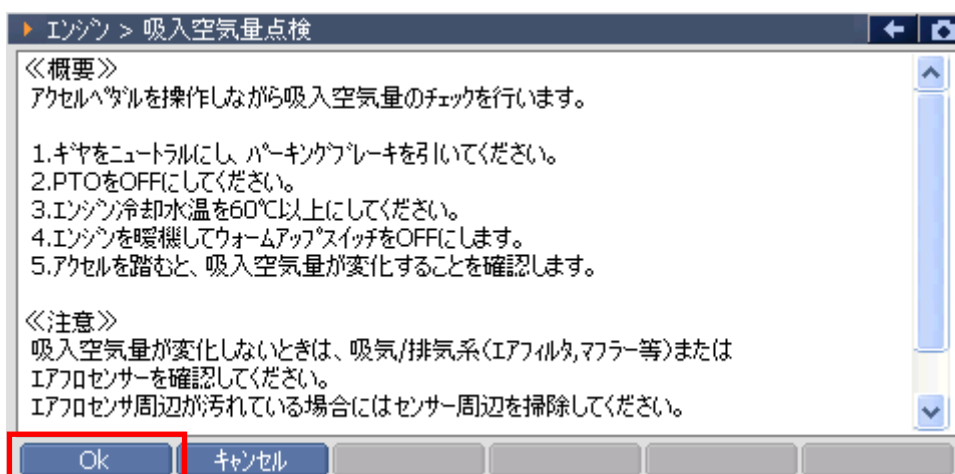 エンジン > 吸入空気量点検
≪概要≫
アクセルペダルを操作しながら吸入空気量のチェックを行います。
1.ギヤをニュートラルにし、パーキングブレーキを引いてください。
2.PTOをOFFにしてください。
3.エンジン冷却水温を60℃以上にしてください。
4.エンジンを暖機してウォームアップスイッチをOFFにします。
5.アクセルを踏むと、吸入空気量が変化することを確認します。
≪注意≫
吸入空気量が変化しないときは、吸気/排気系(エアフィルタ,マフラー等)または
エアフロセンサーを確認してください。
エアフロセンサ周辺が汚れている場合にはセンサー周辺を掃除してください。
Ok キャンセル